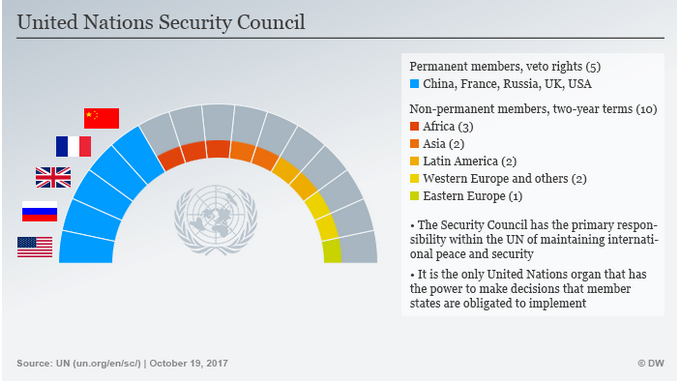 United Nations Security Council
Permanent members, veto rights (5)
China, France, Russia, UK, USA
Non-permanent members, two-year terms (10)
Africa (3)
Asia (2)
Latin America (2)
Western Europe and others (2)
Eastern Europe (1)
• The Security Council has the primary respon-
sibility within the UN of maintaining internati-
onal peace and security
• It is the only United Nations organ that has
the power to make decisions that member
states are obligated to implement
Source: UN (un.org/en/sc/) | October 19, 2017
© DW